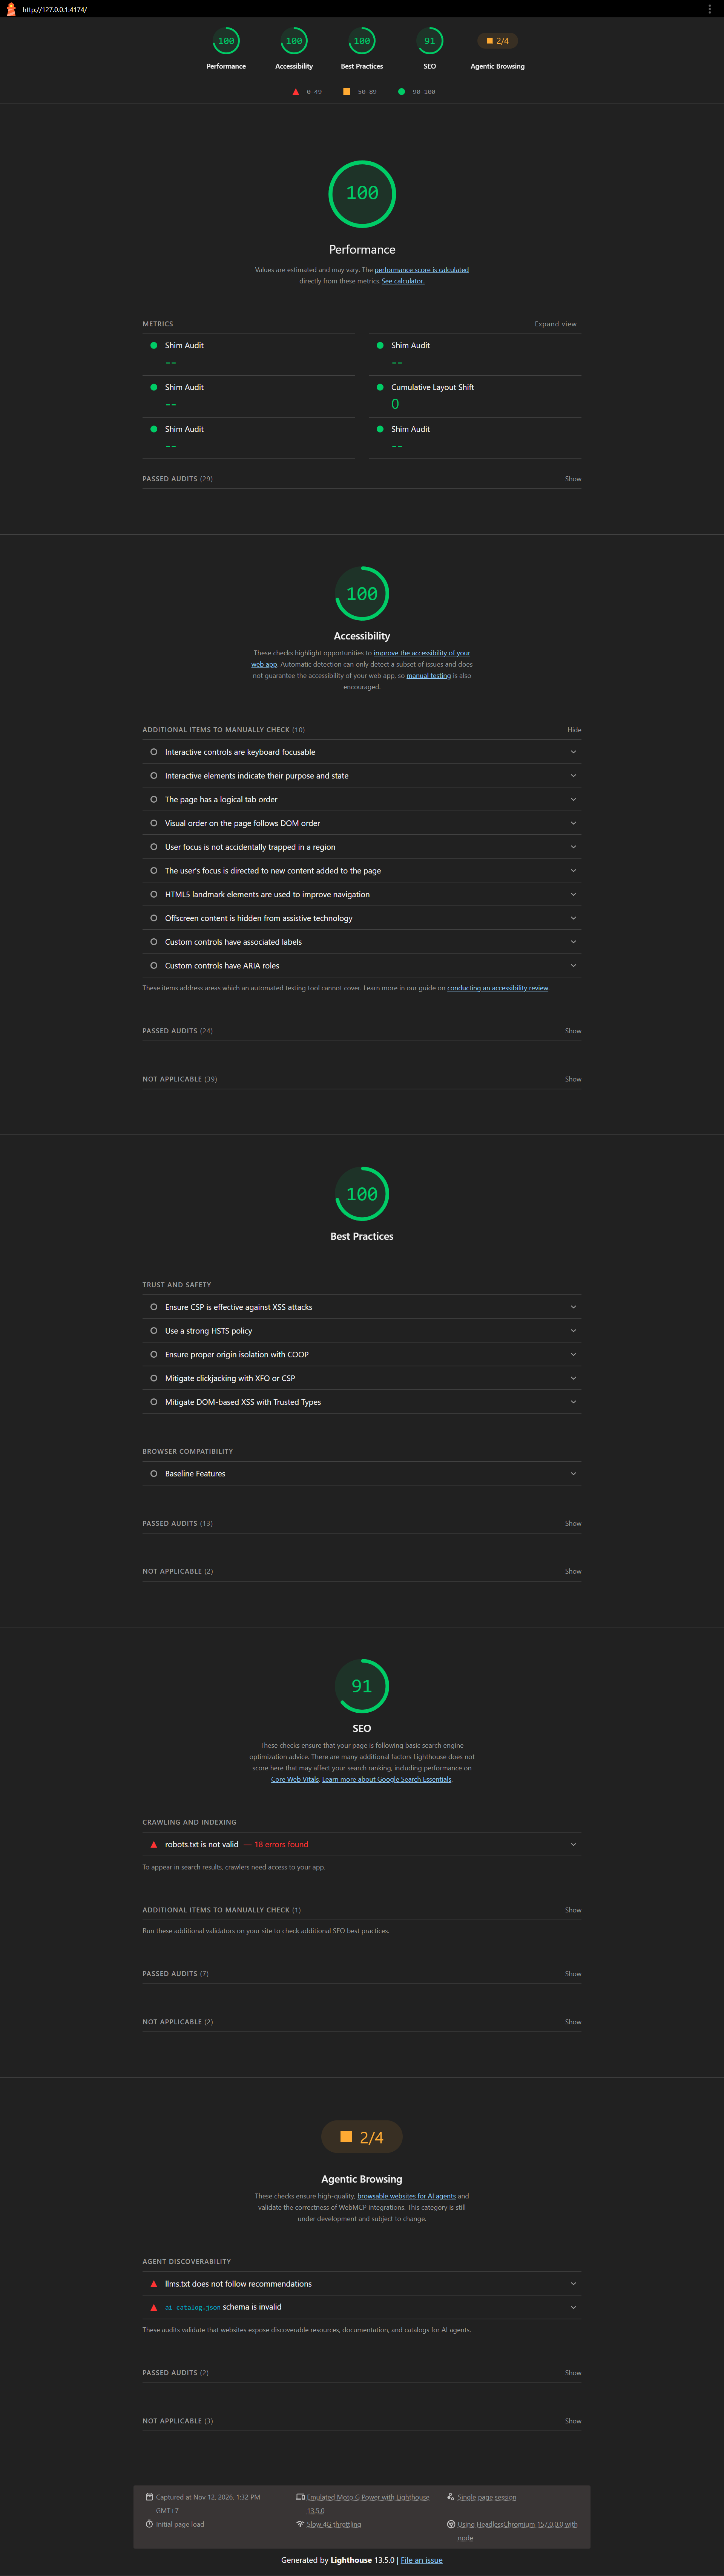 http://127.0.0.1:4174/
100
100
100
91
2/4
Performance
Accessibility
Best Practices
SEO
Agentic Browsing
0–49
50–89
90–100
100
Performance
Values are estimated and may vary. The performance score is calculated
directly from these metrics. See calculator.
METRICS
Expand view
Shim Audit
--
Shim Audit
--
Shim Audit
--
Cumulative Layout Shift
0
Shim Audit
--
Shim Audit
--
PASSED AUDITS (29)
Show
100
Accessibility
These checks highlight opportunities to improve the accessibility of your
web app. Automatic detection can only detect a subset of issues and does
not guarantee the accessibility of your web app, so manual testing is also
encouraged.
ADDITIONAL ITEMS TO MANUALLY CHECK (10)
Hide
Interactive controls are keyboard focusable
Interactive elements indicate their purpose and state
The page has a logical tab order
Visual order on the page follows DOM order
User focus is not accidentally trapped in a region
The user's focus is directed to new content added to the page
HTML5 landmark elements are used to improve navigation
Offscreen content is hidden from assistive technology
Custom controls have associated labels
Custom controls have ARIA roles
These items address areas which an automated testing tool cannot cover. Learn more in our guide on conducting an accessibility review.
PASSED AUDITS (24)
Show
NOT APPLICABLE (39)
Show
100
Best Practices
TRUST AND SAFETY
Ensure CSP is effective against XSS attacks
Use a strong HSTS policy
Ensure proper origin isolation with COOP
Mitigate clickjacking with XFO or CSP
Mitigate DOM-based XSS with Trusted Types
BROWSER COMPATIBILITY
Baseline Features
PASSED AUDITS (13)
Show
NOT APPLICABLE (2)
Show
91
SEO
These checks ensure that your page is following basic search engine
optimization advice. There are many additional factors Lighthouse does not
score here that may affect your search ranking, including performance on
Core Web Vitals. Learn more about Google Search Essentials.
CRAWLING AND INDEXING
robots.txt is not valid — 18 errors found
To appear in search results, crawlers need access to your app.
ADDITIONAL ITEMS TO MANUALLY CHECK (1)
Show
Run these additional validators on your site to check additional SEO best practices.
PASSED AUDITS (7)
Show
NOT APPLICABLE (2)
Show
2/4
Agentic Browsing
These checks ensure high-quality, browsable websites for AI agents and
validate the correctness of WebMCP integrations. This category is still
under development and subject to change.
AGENT DISCOVERABILITY
llms.txt does not follow recommendations
ai-catalog.json schema is invalid
These audits validate that websites expose discoverable resources, documentation, and catalogs for AI agents.
PASSED AUDITS (2)
Show
NOT APPLICABLE (3)
Show
Captured at Nov 12, 2026, 1:52 PM
GMT+7
Emulated Moto G Power with Lighthouse
13.5.0
Single page session
Initial page load
Slow 4G throttling
Using HeadlessChromium 157.0.0.0 with
node
Generated by Lighthouse 13.5.0 | File an issue